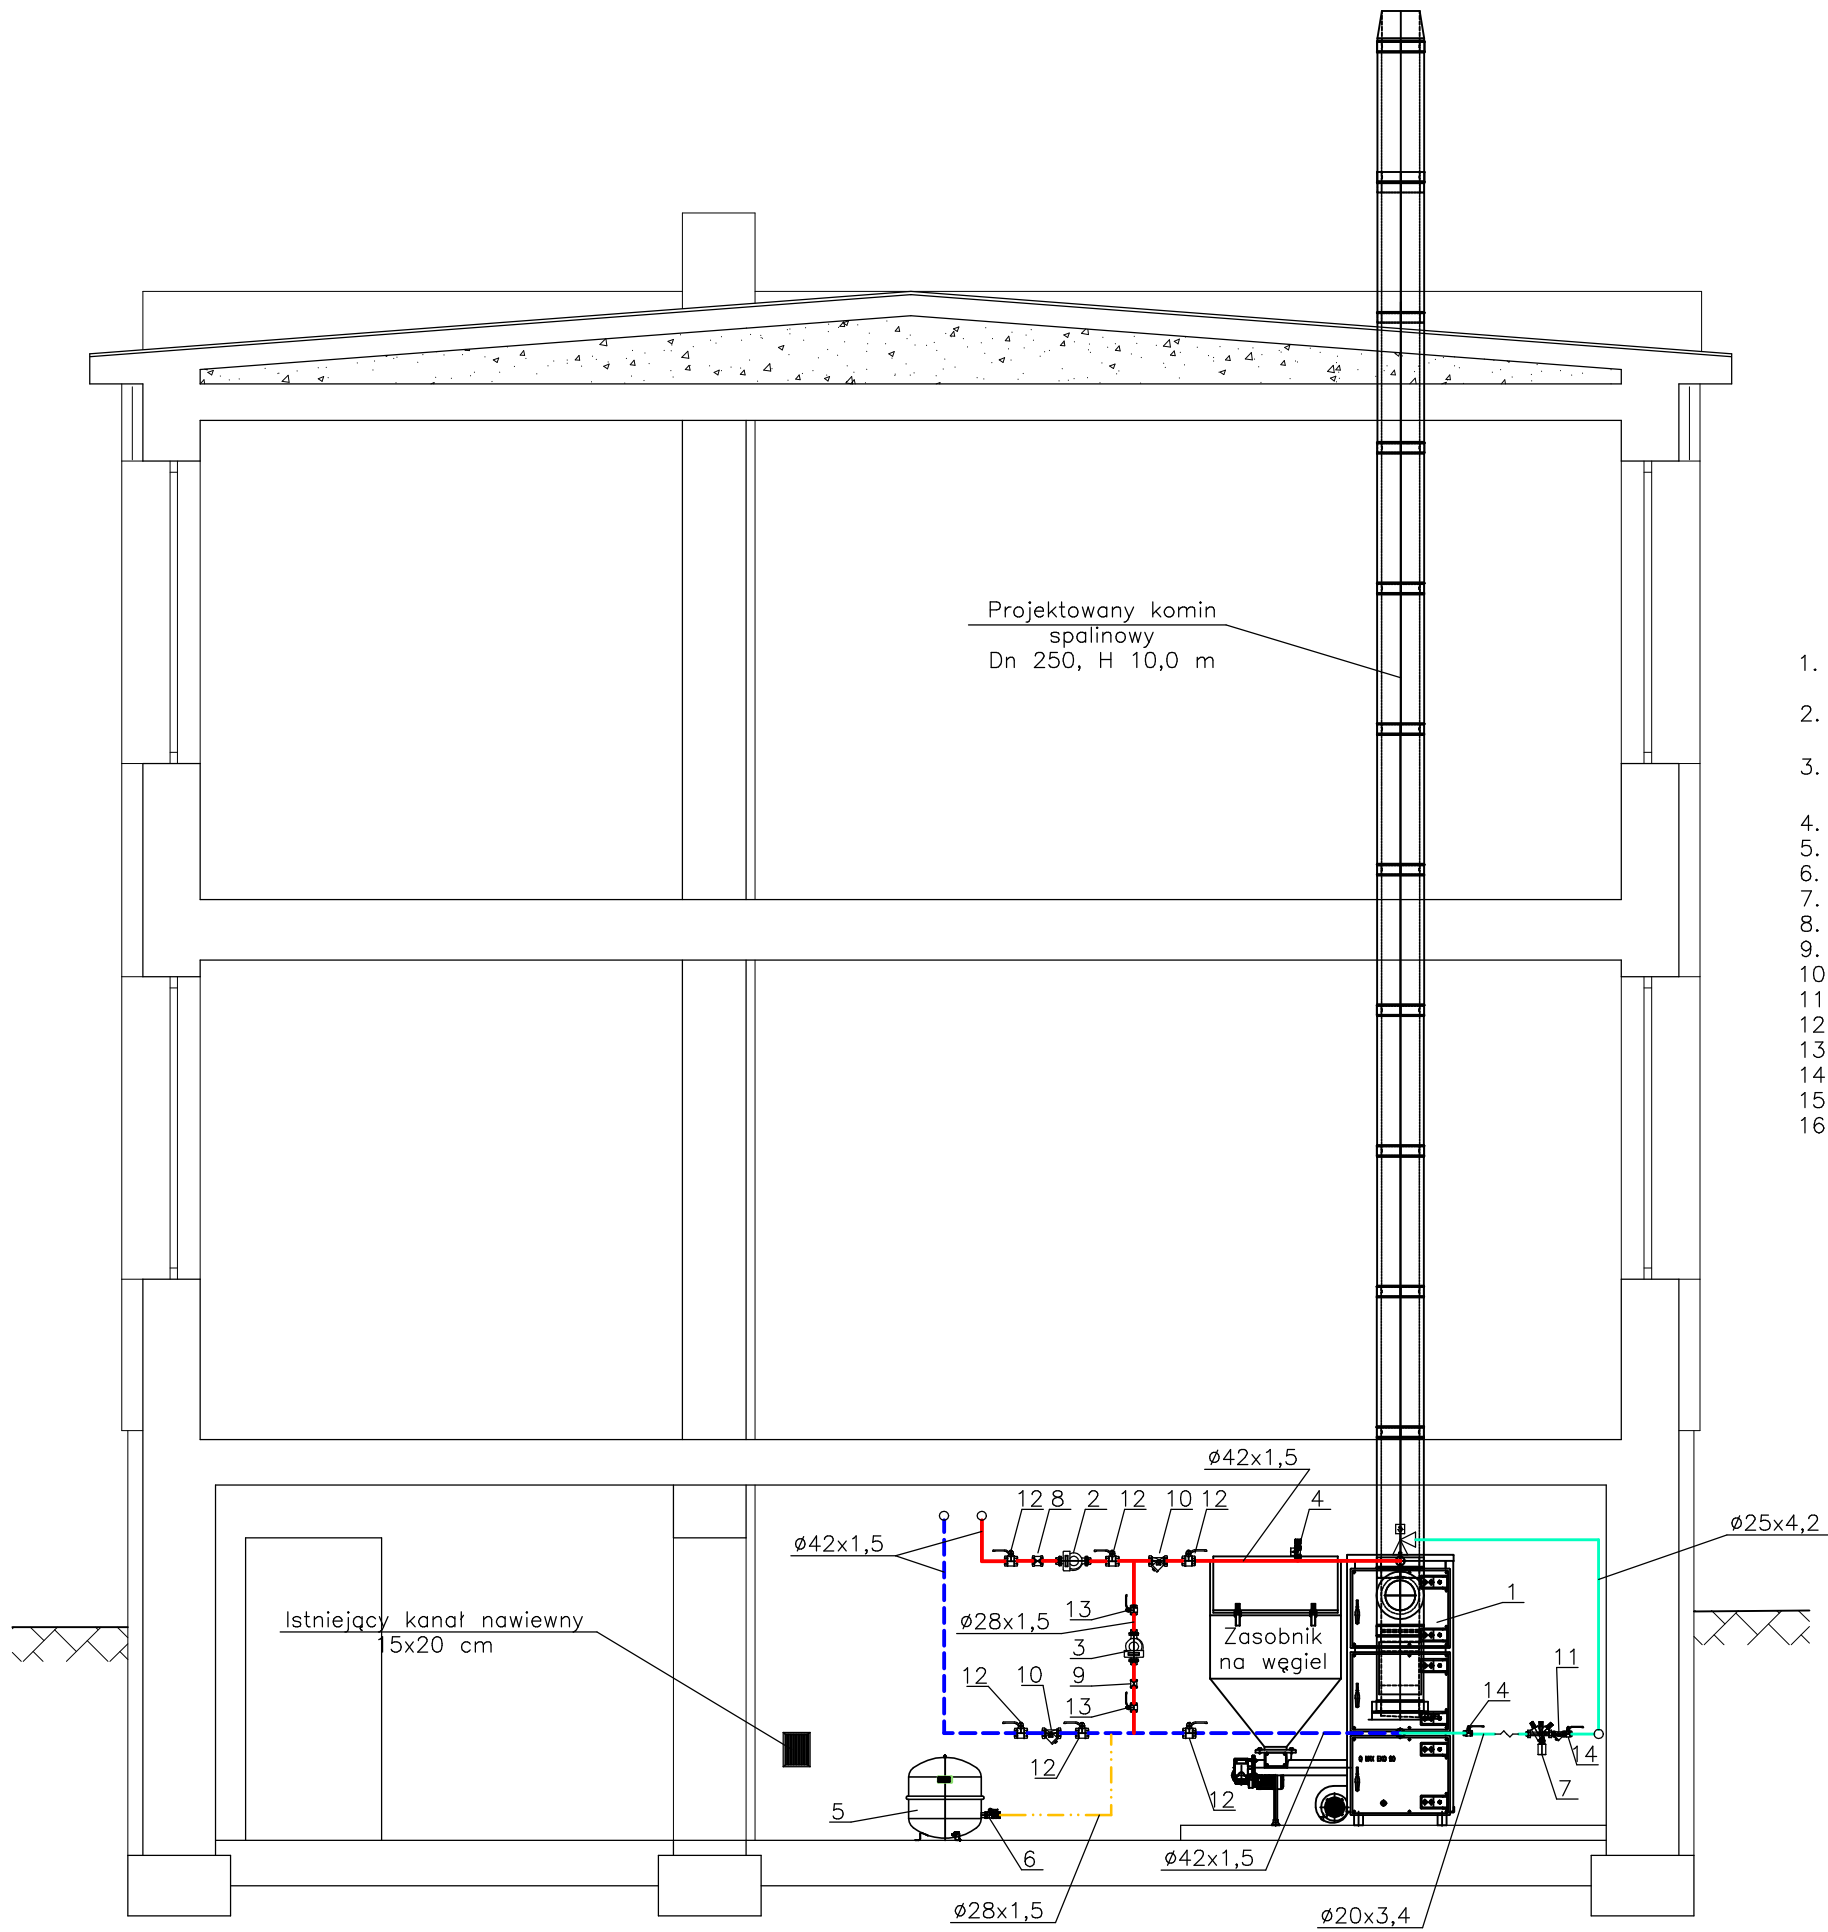 Projektowany komin
spalinowy
Dn 250, H 10,0 m
1.
2.
3.
4.
5.
6.
7.
8.
9.
10
11
12
13
14
15
16
ø42x1,5
12
8
2
12
10
12
4
ø25x4,2
ø42x1,5
1
13
ø28x1,5
Istniejący kanał nawiewny
15x20 cm
3
Zasobnik
na węgiel
11
12
10
9
14
13
12
14
7
12
5
6
ø42x1,5
ø28x1,5
ø20x3,4